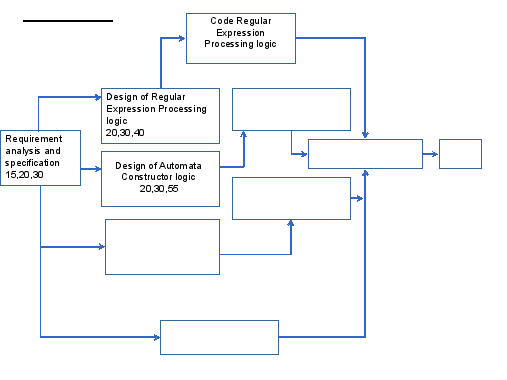 Code Regular
Expression
Processing logic
Design of Regular
Expression Processing
logic
20,30,40
Requirement
analysis and
specification
15,20,30
Design of Automata
Constructor logic
20,30,55